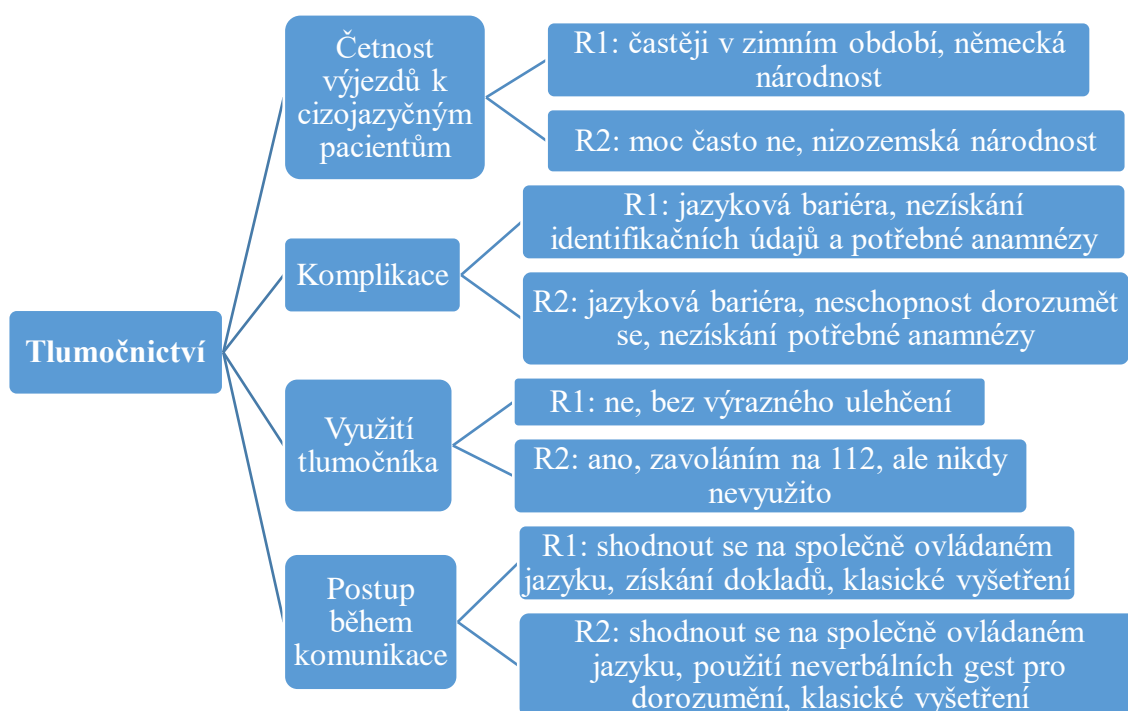 Tlumočnictví
Četnost
výjezdů k
cizojazyčným
pacientům
R1: častěji v zimním období, německá
národnost
R2: moc často ne, nizozemská národnost
Komplikace
R1: jazyková bariéra, nezískání
identifikačních údajů a potřebné anamnézy
R2: jazyková bariéra, neschopnost dorozumět
se, nezískání potřebné anamnézy
Využití
tlumočníka
R1: ne, bez výrazného ulehčení
R2: ano, zavoláním na 112, ale nikdy
nevyužito
Postup
během
komunikace
R1: shodnout se na společně ovládaném
jazyku, získání dokladů, klasické vyšetření
R2: shodnout se na společně ovládaném
jazyku, použití neverbálních gest pro
dorozumění, klasické vyšetření